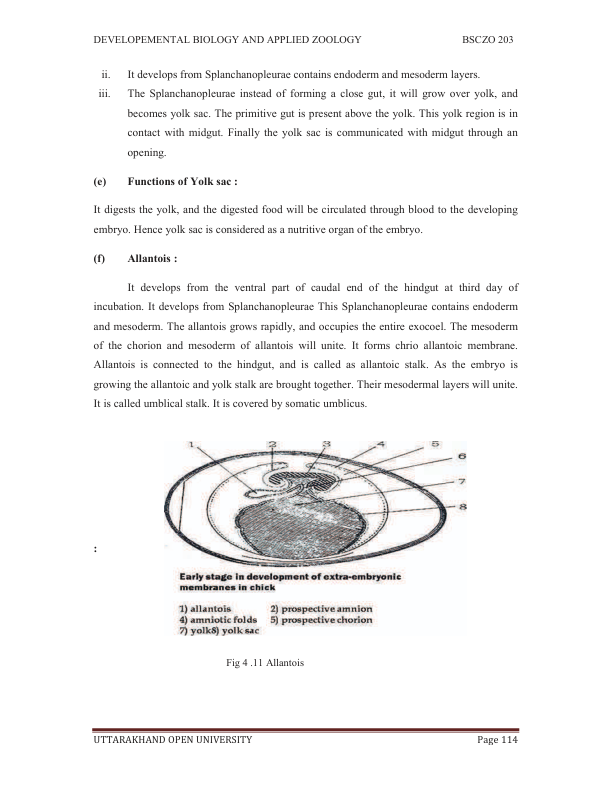 DEVELOPEMENTAL BIOLOGY AND APPLIED ZOOLOGY BSCZO 203
ii. It develops from Splanchanopleurae contains endoderm and mesoderm layers.
iii. The Splanchanopleurae instead of forming a close gut, it will grow over yolk, and
becomes yolk sac. The primitive gut is present above the yolk. This yolk region is in
contact with midgut. Finally the yolk sac is communicated with midgut through an
opening.
(e) Functions of Yolk sac :
It digests the yolk, and the digested food will be circulated through blood to the developing
embryo. Hence yolk sac is considered as a nutritive organ of the embryo.
(f) Allantois :
It develops from the ventral part of caudal end of the hindgut at third day of
incubation. It develops from Splanchanopleurae This Splanchanopleurae contains endoderm
and mesoderm. The allantois grows rapidly, and occupies the entire exocoel. The mesoderm
of the chorion and mesoderm of allantois will unite. It forms chrio allantoic membrane.
Allantois is connected to the hindgut, and is called as allantoic stalk. As the embryo is
growing the allantoic and yolk stalk are brought together. Their mesodermal layers will unite.
It is called umblical stalk. It is covered by somatic umblicus.
1 2 3 4 5
6
7
8
:
Early stage in development of extra-embryonic
membranes in chick
1) allantois 2) prospective amnion
4) amniotic folds 5) prospective chorion
7) yolk8) yolk sac
Fig 4 .11 Allantois
UTTARAKHAND OPEN UNIVERSITY Page 114